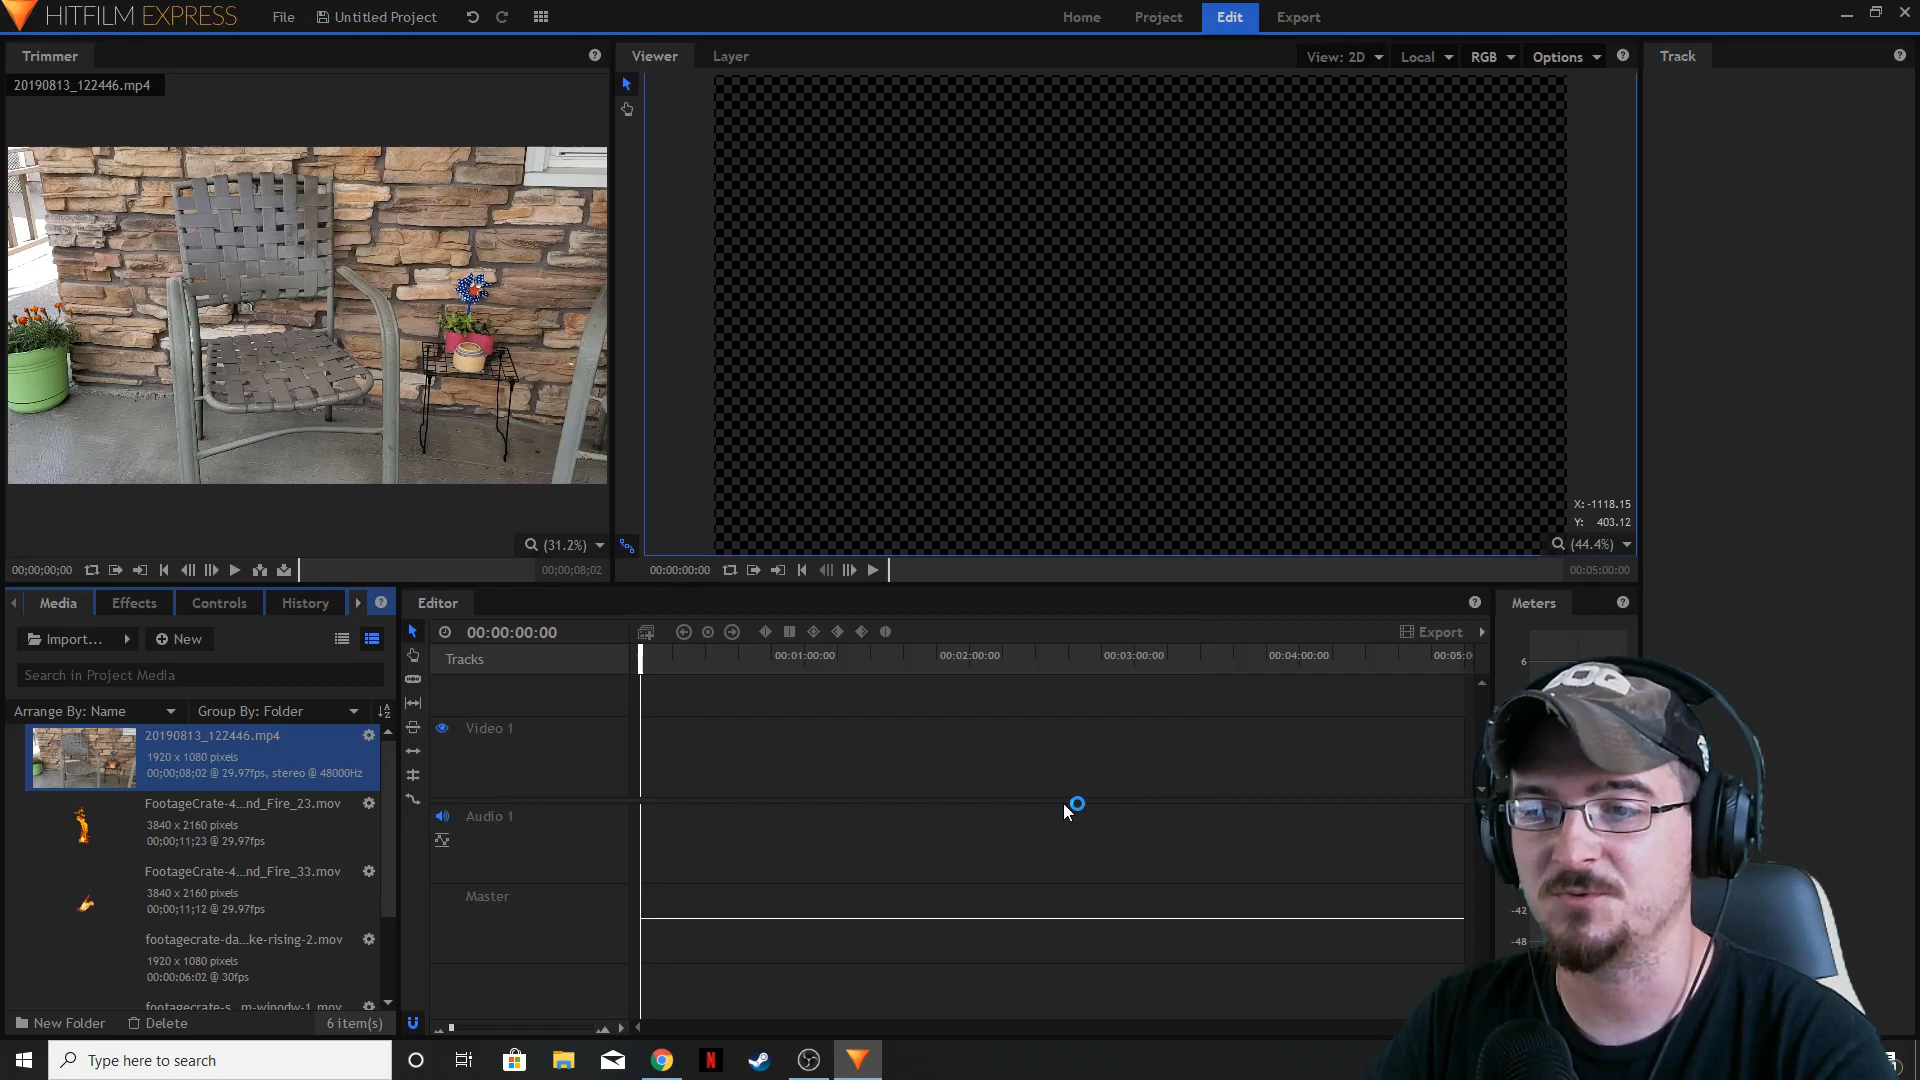 HITFILM EXPRESS
File
Untitled Project
Home
Project
Edit
Export
Trimmer
Viewer
Layer
View: 2D
Local
RGB
Options
Track
20190813_122446.mp4
X: -1118.15
Y: 403.12
(31.2%)
(44.4%)
00;00;00;00
00;00;08;02
00:00:00:00
00:05:00:00
Media
Effects
Controls
History
Editor
Meters
Import...
New
00:00:00:00
Export
Tracks
00:01:00:00
00:02:00:00
00:03:00:00
00:04:00:00
00:05:0
Search in Project Media
6
Arrange By: Name
Group By: Folder
20190813_122446.mp4
1920 x 1080 pixels
00;00;08;02 @ 29.97fps, stereo @ 48000Hz
Video 1
FootageCrate-4...nd_Fire_23.mov
3840 x 2160 pixels
00;00;11;23 @ 29.97fps
Audio 1
FootageCrate-4...nd_Fire_33.mov
3840 x 2160 pixels
00;00;11;12 @ 29.97fps
Master
-42
footagecrate-da...ke-rising-2.mov
1920 x 1080 pixels
00:00:06:02 @ 30fps
-48
footagecrate-s...m-winodw-1.mov
New Folder
Delete
6 item(s)
Type here to search